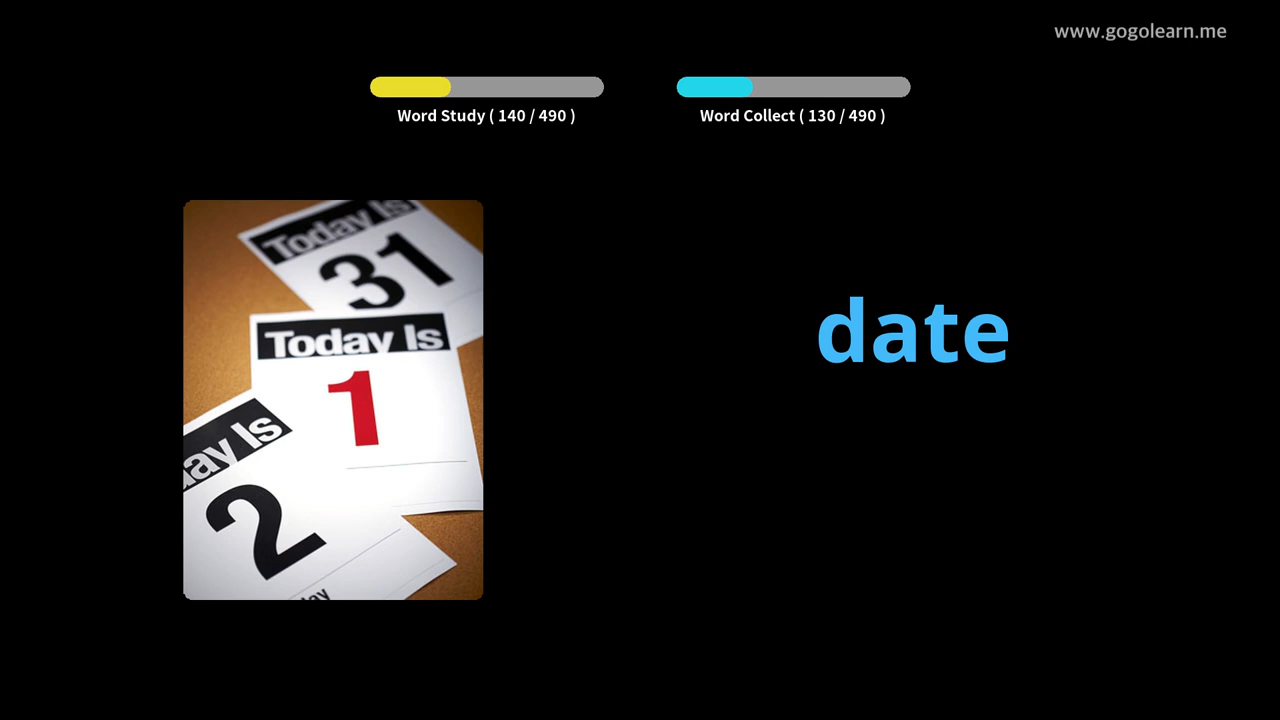 www.gogolearn.me
Word Study ( 140 / 490 )
Word Collect ( 130 / 490 )
Today Is
31
Today Is
1
date
ay Is
2